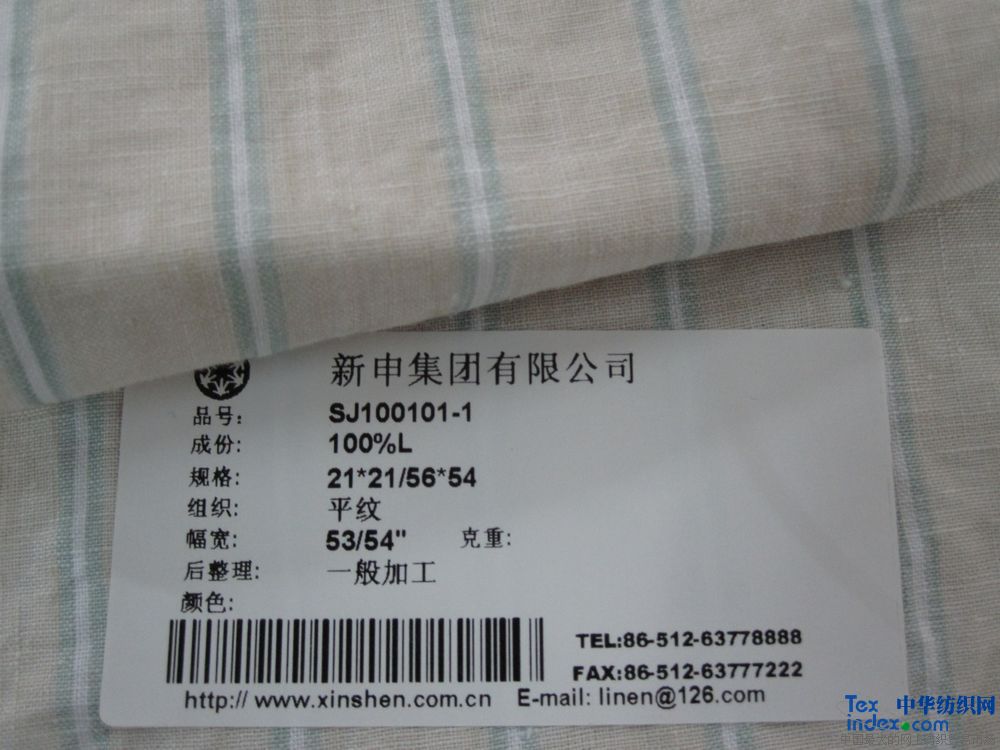 新申集团有限公司
品号: SJ100101-1
成份: 100%L
规格: 21*21/56*54
组织: 平纹
幅宽: 53/54" 克重:
后整理: 一般加工
颜色:
TEL:86-512-63778888
FAX:86-512-63777222
http:// www.xinshen.com.cn E-mail: linen@126.com
Tex 中华纺织网
index.com